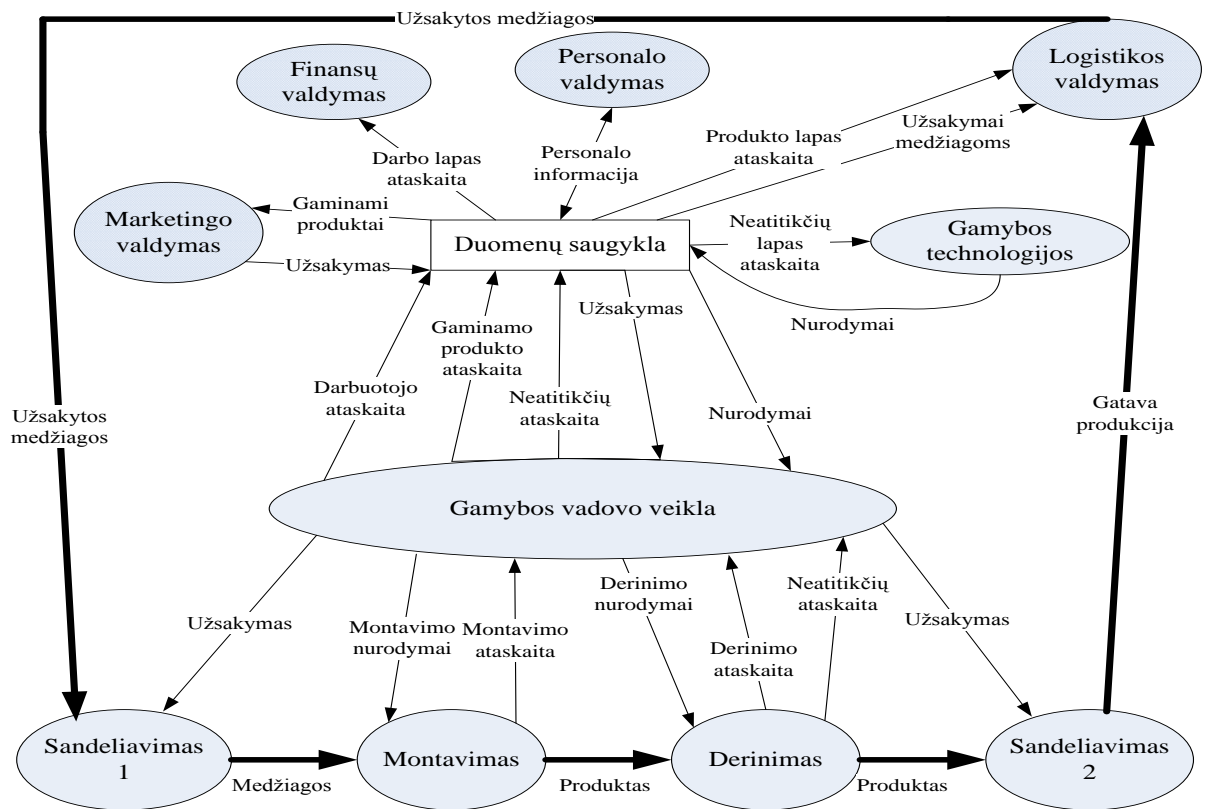 Užsakytos medžiagos
Finansų
valdymas
Personalo
valdymas
Logistikos
valdymas
Darbo lapas
ataskaita
Personalo
informacija
Produkto lapas
ataskaita
Užsakymai
medžiagoms
Marketingo
valdymas
Gaminami
produktai
Užsakymas
Duomenų saugykla
Neatitikčių
lapas
ataskaita
Gamybos
technologijos
Nurodymai
Užsakymas
Gaminamo
produkto
ataskaita
Darbuotojo
ataskaita
Neatitikčių
ataskaita
Nurodymai
Užsakytos
medžiagos
Gatava
produkcija
Gamybos vadovo veikla
Užsakymas
Montavimo
nurodymai
Montavimo
ataskaita
Derinimo
nurodymai
Derinimo
ataskaita
Neatitikčių
ataskaita
Užsakymas
Sandeliavimas
1
Medžiagos
Montavimas
Produktas
Derinimas
Produktas
Sandeliavimas
2